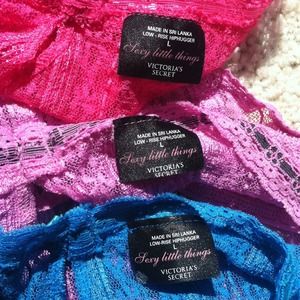 MADE IN SRI LANKA
LOW - RISE HIPHUGGER
L
Sexy little things
VICTORIA'S
SECRET
MADE IN SRI LANKA
LOW-RISE HIPHUGGER
L
Sexy little things
VICTORIA'S
SECRET
MADE IN SRI LANKA
LOW-RISE HIPHUGGER
L
Sexy little things
VICTORIA'S
SECRET